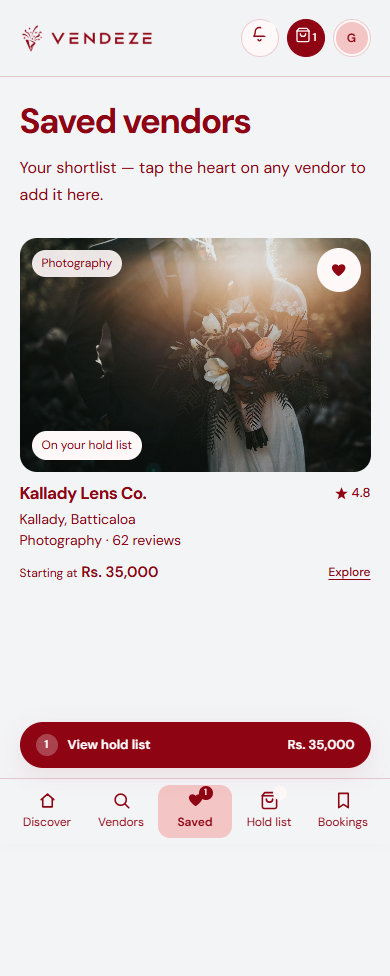 VENDEZE
1
G
Saved vendors
Your shortlist — tap the heart on any vendor to
add it here.
Photography
On your hold list
Kallady Lens Co.
4.8
Kallady, Batticaloa
Photography · 62 reviews
Starting at Rs. 35,000
Explore
1 View hold list Rs. 35,000
1
Discover
Vendors
Saved
Hold list
Bookings